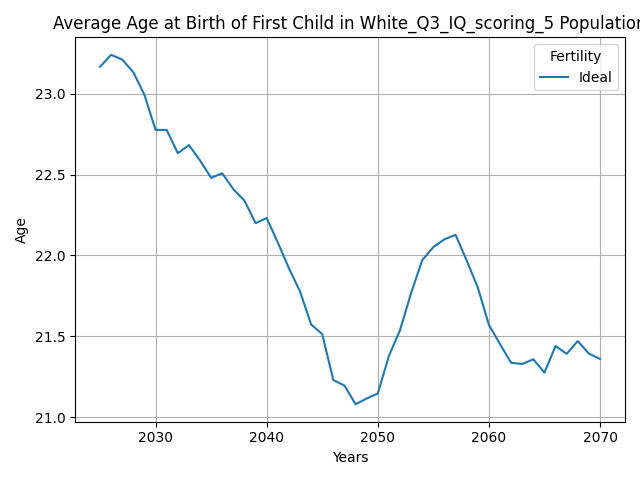 Average Age at Birth of First Child in White_Q3_IQ_scoring_5 Population
Fertility
Ideal
23.0
22.5
22.0
21.5
21.0
Age
2030 2040 2050 2060 2070
Years